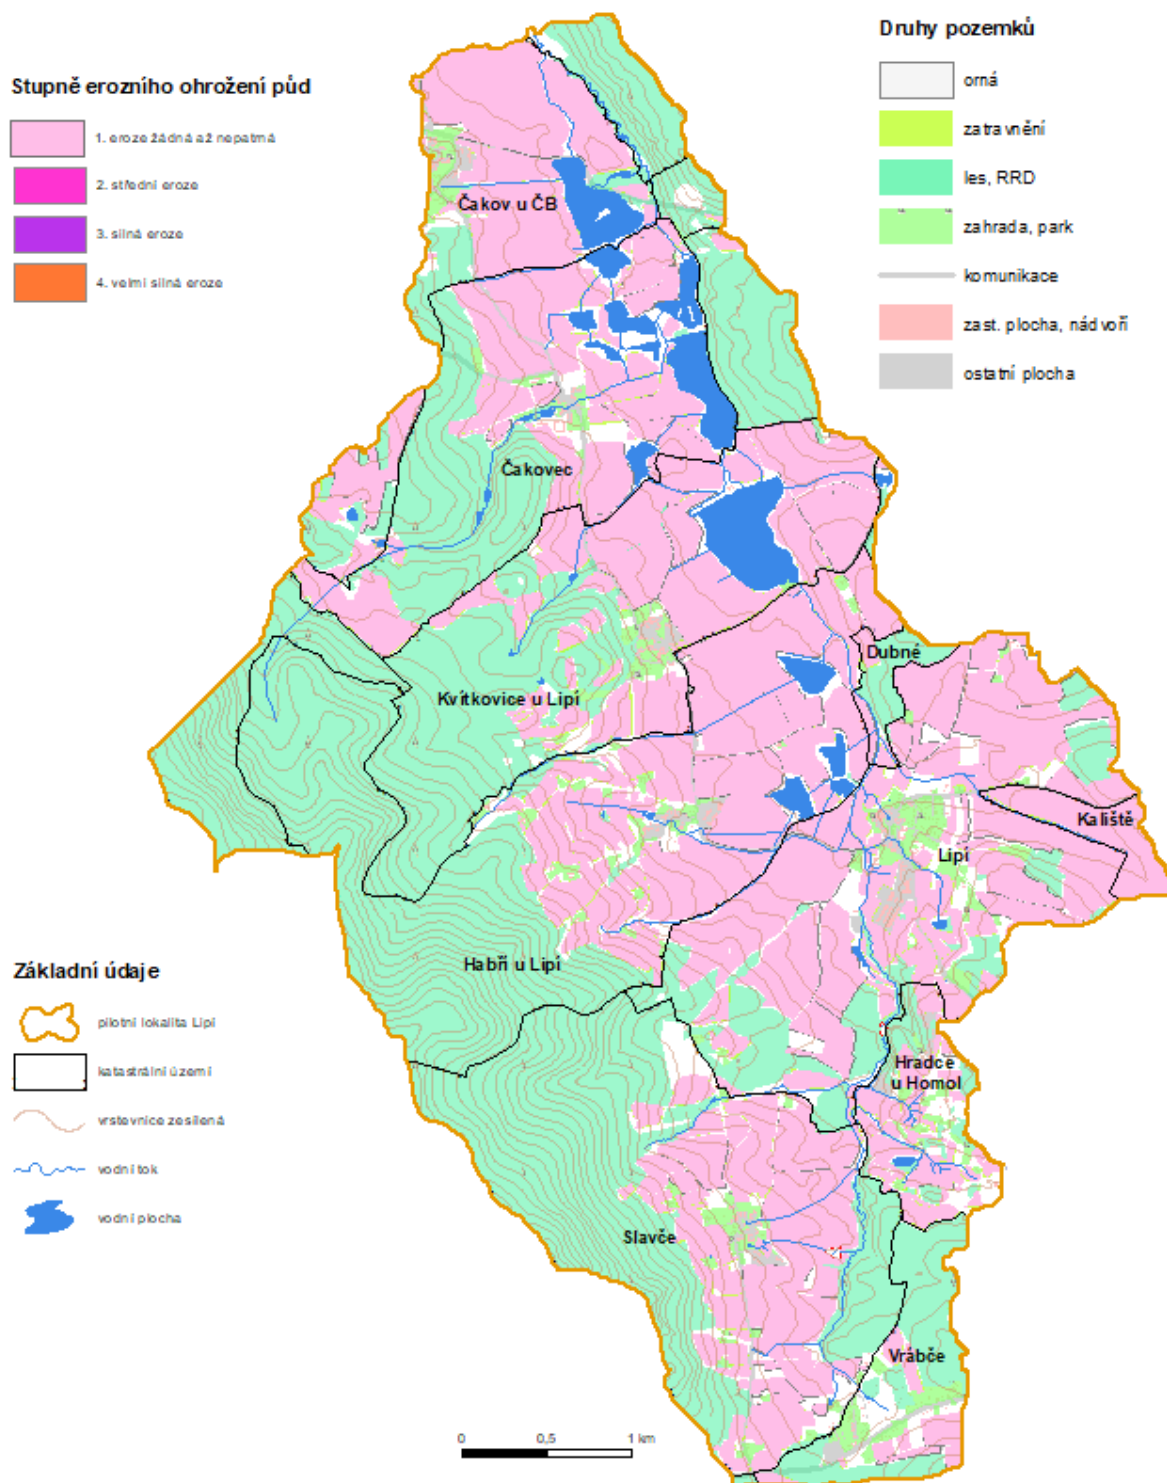 Druhy pozemků
orná
zatravnění
les, RRD
zahrada, park
komunikace
zast. plocha, nádvoří
ostatní plocha
Stupně erozního ohrožení půd
1. eroze žádná až nepatrná
2. střední eroze
3. silná eroze
4. velmi silná eroze
Čakov u ČB
Čakovec
Dubné
Kvítkovice u Lipí
Kaliště
Lipí
Habří u Lipí
Hradce
u Homol
Slavče
Vrábče
Základní údaje
pilotní lokalita Lipí
katastrální území
vrstevnice zesílená
vodní tok
vodní plocha
0 0,5 1 km